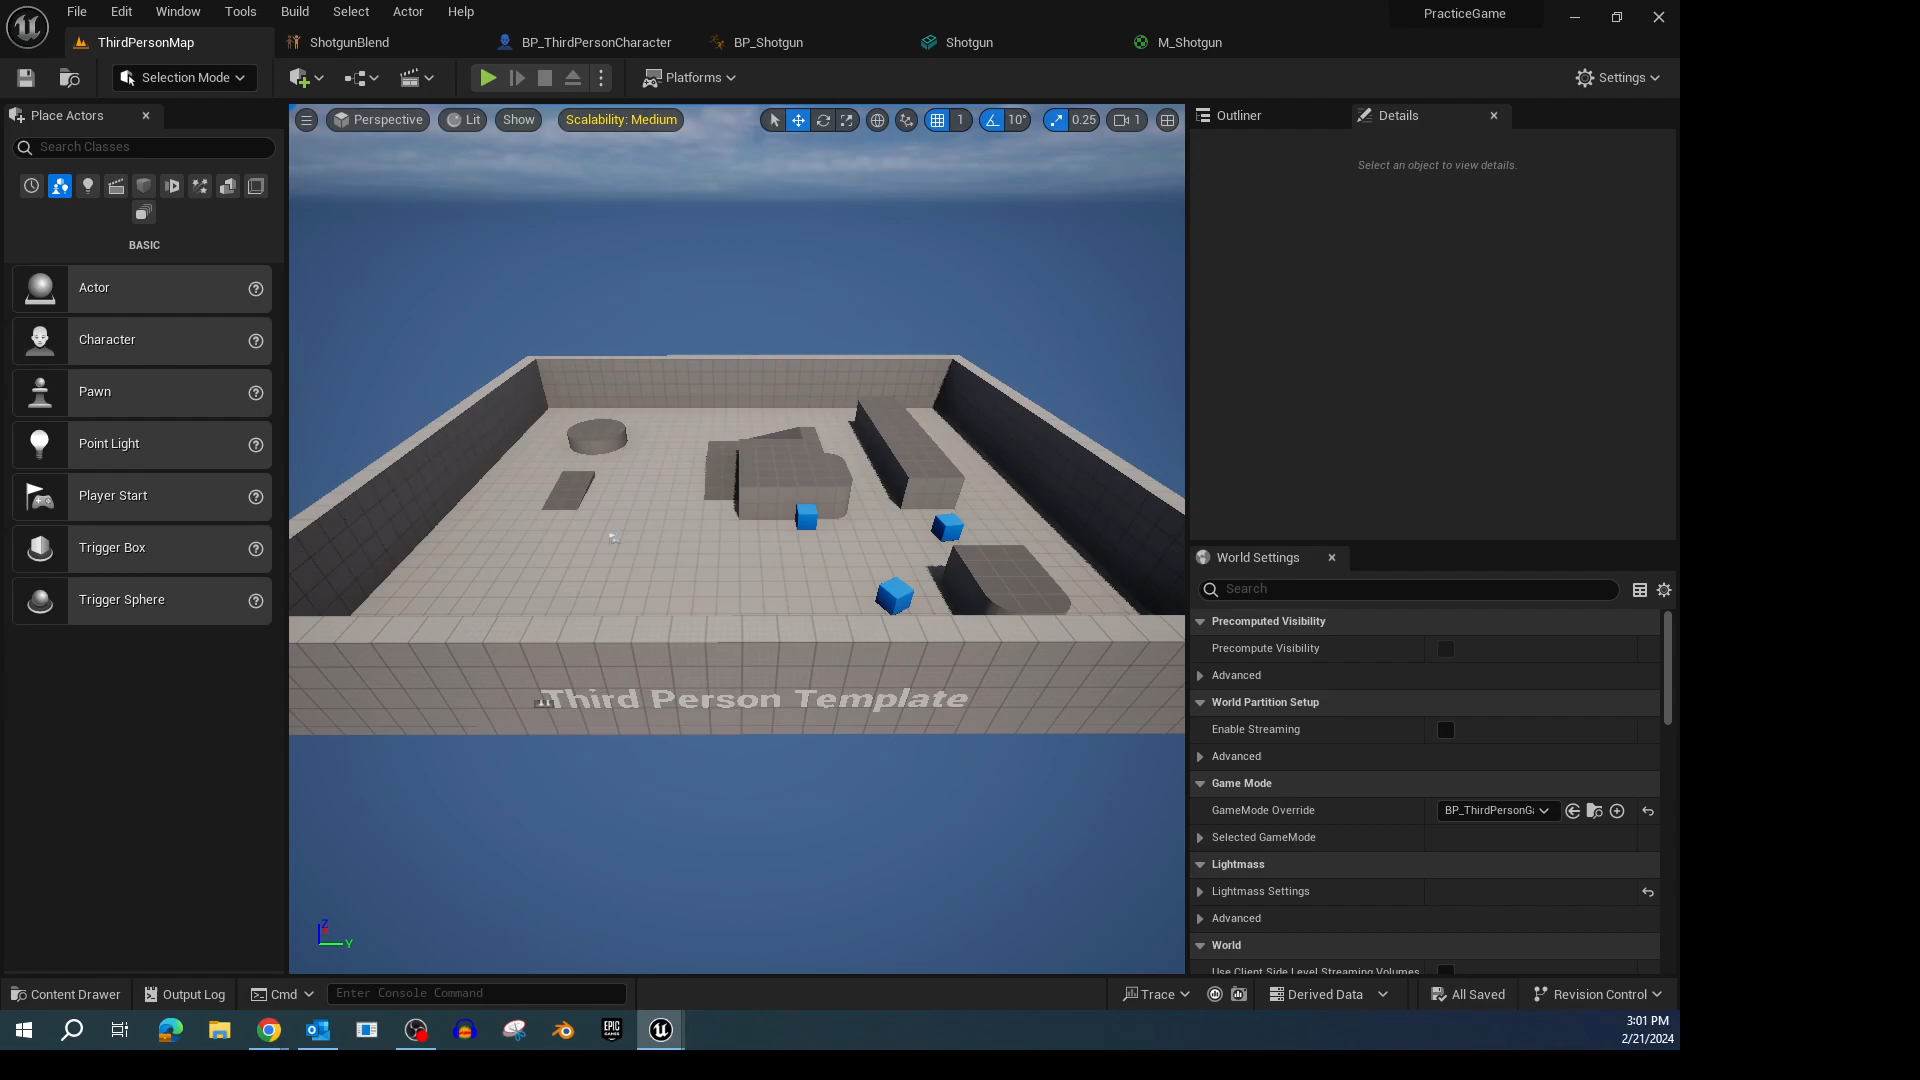 File Edit Window Tools Build Select Actor Help
PracticeGame
ThirdPersonMap
ShotgunBlend
BP_ThirdPersonCharacter
BP_Shotgun
Shotgun
M_Shotgun
Selection Mode
Platforms
Settings
Place Actors
Search Classes
BASIC
Actor
Character
Pawn
Point Light
Player Start
Trigger Box
Trigger Sphere
Perspective
Lit
Show
Scalability: Medium
1
10°
0.25
1
Third Person Template
Z
Y
Outliner
Details
Select an object to view details.
World Settings
Search
Precomputed Visibility
Precompute Visibility
Advanced
World Partition Setup
Enable Streaming
Advanced
Game Mode
GameMode Override
BP_ThirdPersonGa
Selected GameMode
Lightmass
Lightmass Settings
Advanced
World
Use Client Side Level Streaming Volumes
Content Drawer
Output Log
Cmd
Enter Console Command
Trace
Derived Data
All Saved
Revision Control
EPIC
GAMES
3:01 PM
2/21/2024